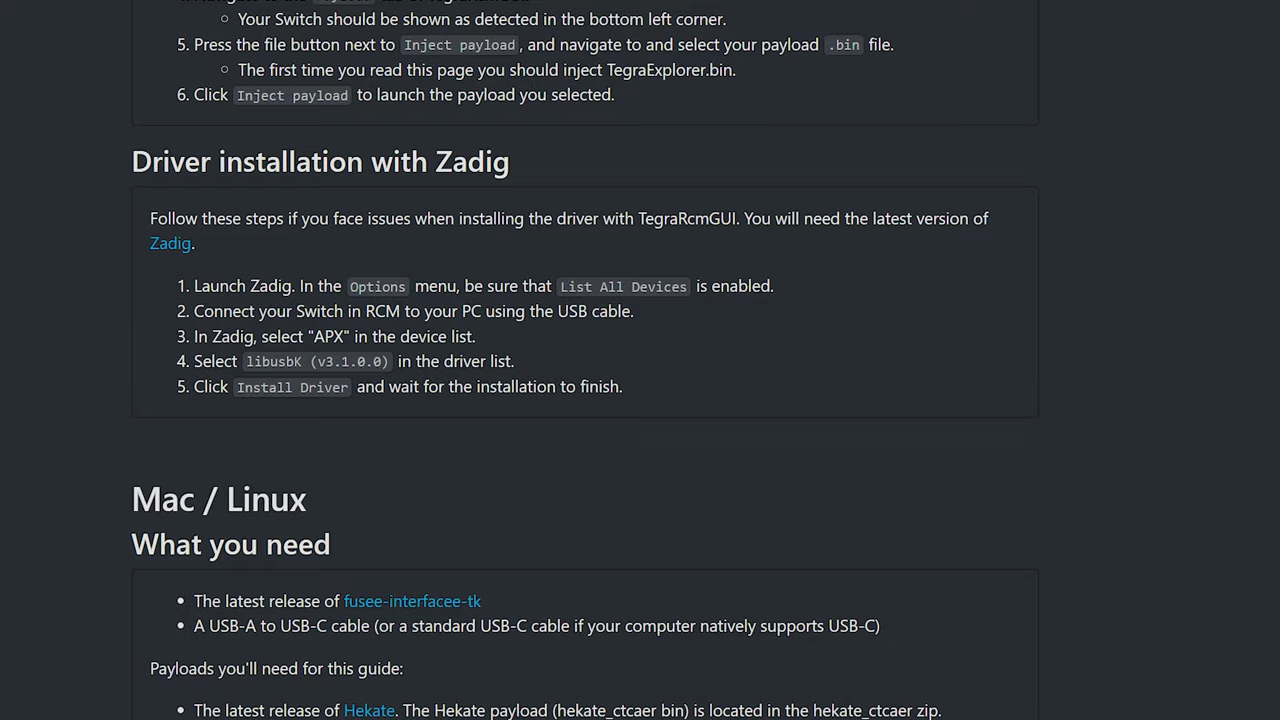 Your Switch should be shown as detected in the bottom left corner.
5. Press the file button next to Inject payload, and navigate to and select your payload .bin file.
The first time you read this page you should inject TegraExplorer.bin.
6. Click Inject payload to launch the payload you selected.
Driver installation with Zadig
Follow these steps if you face issues when installing the driver with TegraRcmGUI. You will need the latest version of
Zadig.
1. Launch Zadig. In the Options menu, be sure that List All Devices is enabled.
2. Connect your Switch in RCM to your PC using the USB cable.
3. In Zadig, select "APX" in the device list.
4. Select libusbK (v3.1.0.0) in the driver list.
5. Click Install Driver and wait for the installation to finish.
Mac / Linux
What you need
The latest release of fusee-interfacee-tk
A USB-A to USB-C cable (or a standard USB-C cable if your computer natively supports USB-C)
Payloads you'll need for this guide:
The latest release of Hekate. The Hekate payload (hekate_ctcaer bin) is located in the hekate_ctcaer zip.